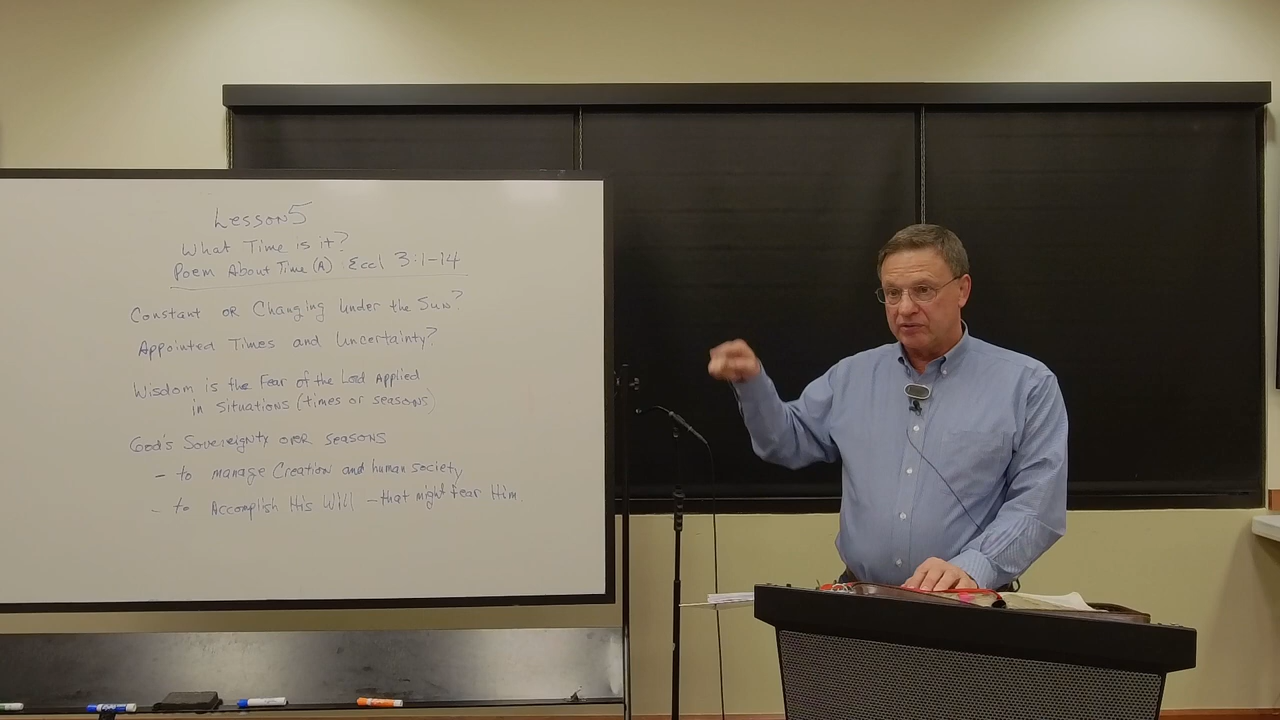 Lesson 5
What Time is it?
Poem About Time (A) Eccl 3:1-14
Constant or Changing under the Sun?
Appointed Times and Uncertainty?
Wisdom is the Fear of the Lord Applied
in Situations (times or seasons)
God's Sovereignty over seasons
- to manage Creation and human society
- to Accomplish His Will - that might fear Him.